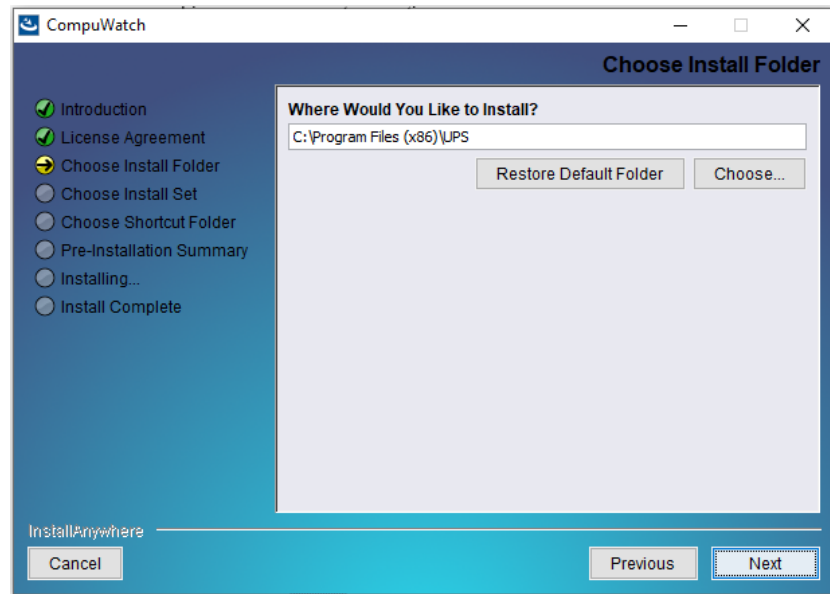 CompuWatch
Choose Install Folder
Introduction
License Agreement
Choose Install Folder
Choose Install Set
Choose Shortcut Folder
Pre-Installation Summary
Installing...
Install Complete
Where Would You Like to Install?
C:\Program Files (x86)\UPS
Restore Default Folder
Choose...
InstallAnywhere
Cancel
Previous
Next